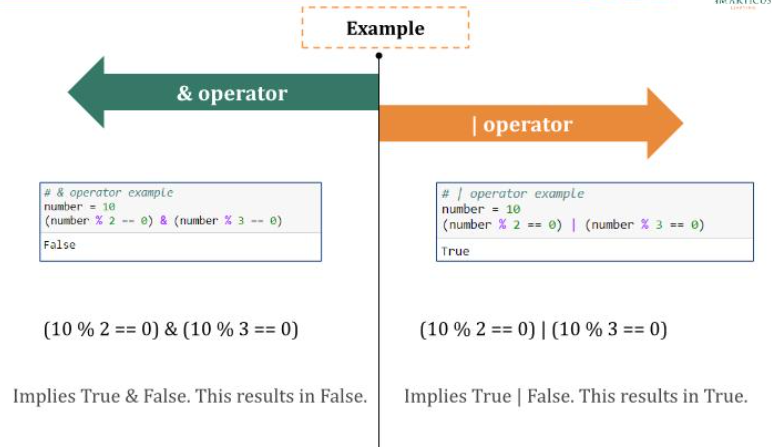 Example
& operator
| operator
# & operator example
number = 10
(number % 2 == 0) & (number % 3 == 0)
False
# | operator example
number = 10
(number % 2 == 0) | (number % 3 == 0)
True
(10 % 2 == 0) & (10 % 3 == 0)
(10 % 2 == 0) | (10 % 3 == 0)
Implies True & False. This results in False.
Implies True | False. This results in True.